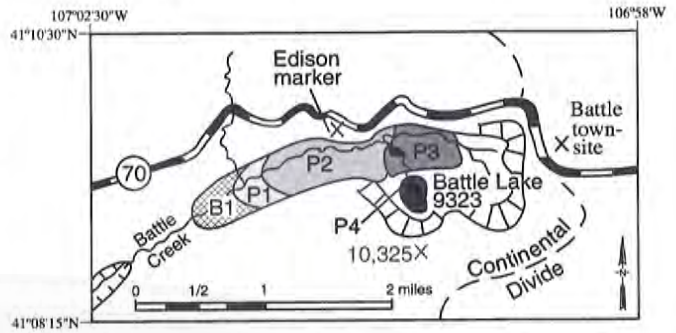 107°02'30"W
106°58'W
41°10'30"N
Edison
marker
Battle
town-
site
70
P2
P3
B1
P1
Battle Lake
9323
P4
10,325
Battle
Creek
Continental
Divide
N
0
1/2
1
2 miles
41°08'15"N